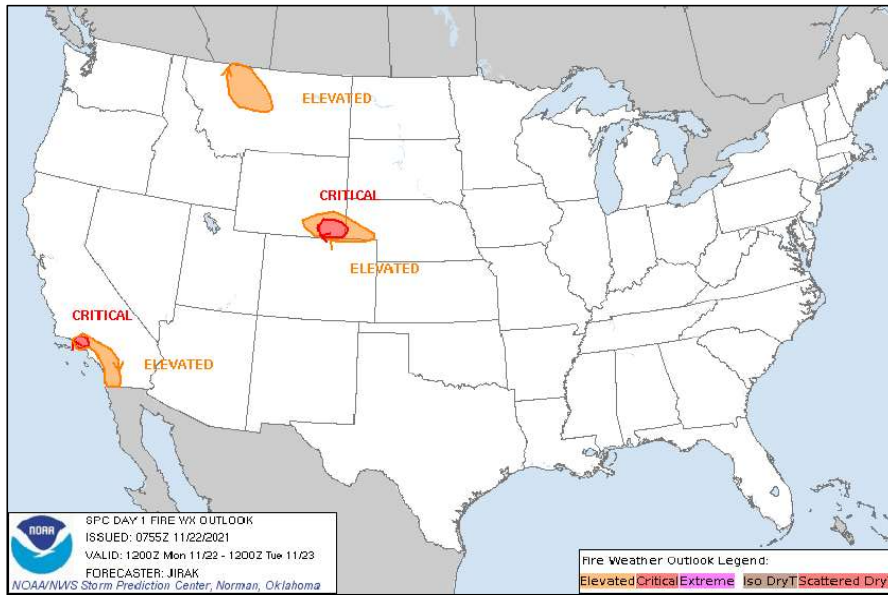 ELEVATED
CRITICAL
ELEVATED
CRITICAL
ELEVATED
NOAA
SPC DAY 1 FIRE WX OUTLOOK
ISSUED: 0755Z 11/22/2021
VALID: 1200Z Mon 11/22 - 1200Z Tue 11/23
FORECASTER: JIRAK
NOAA/NWS Storm Prediction Center, Norman, Oklahoma
Fire Weather Outlook Legend:
Elevated Critical Extreme Iso DryT Scattered Dry